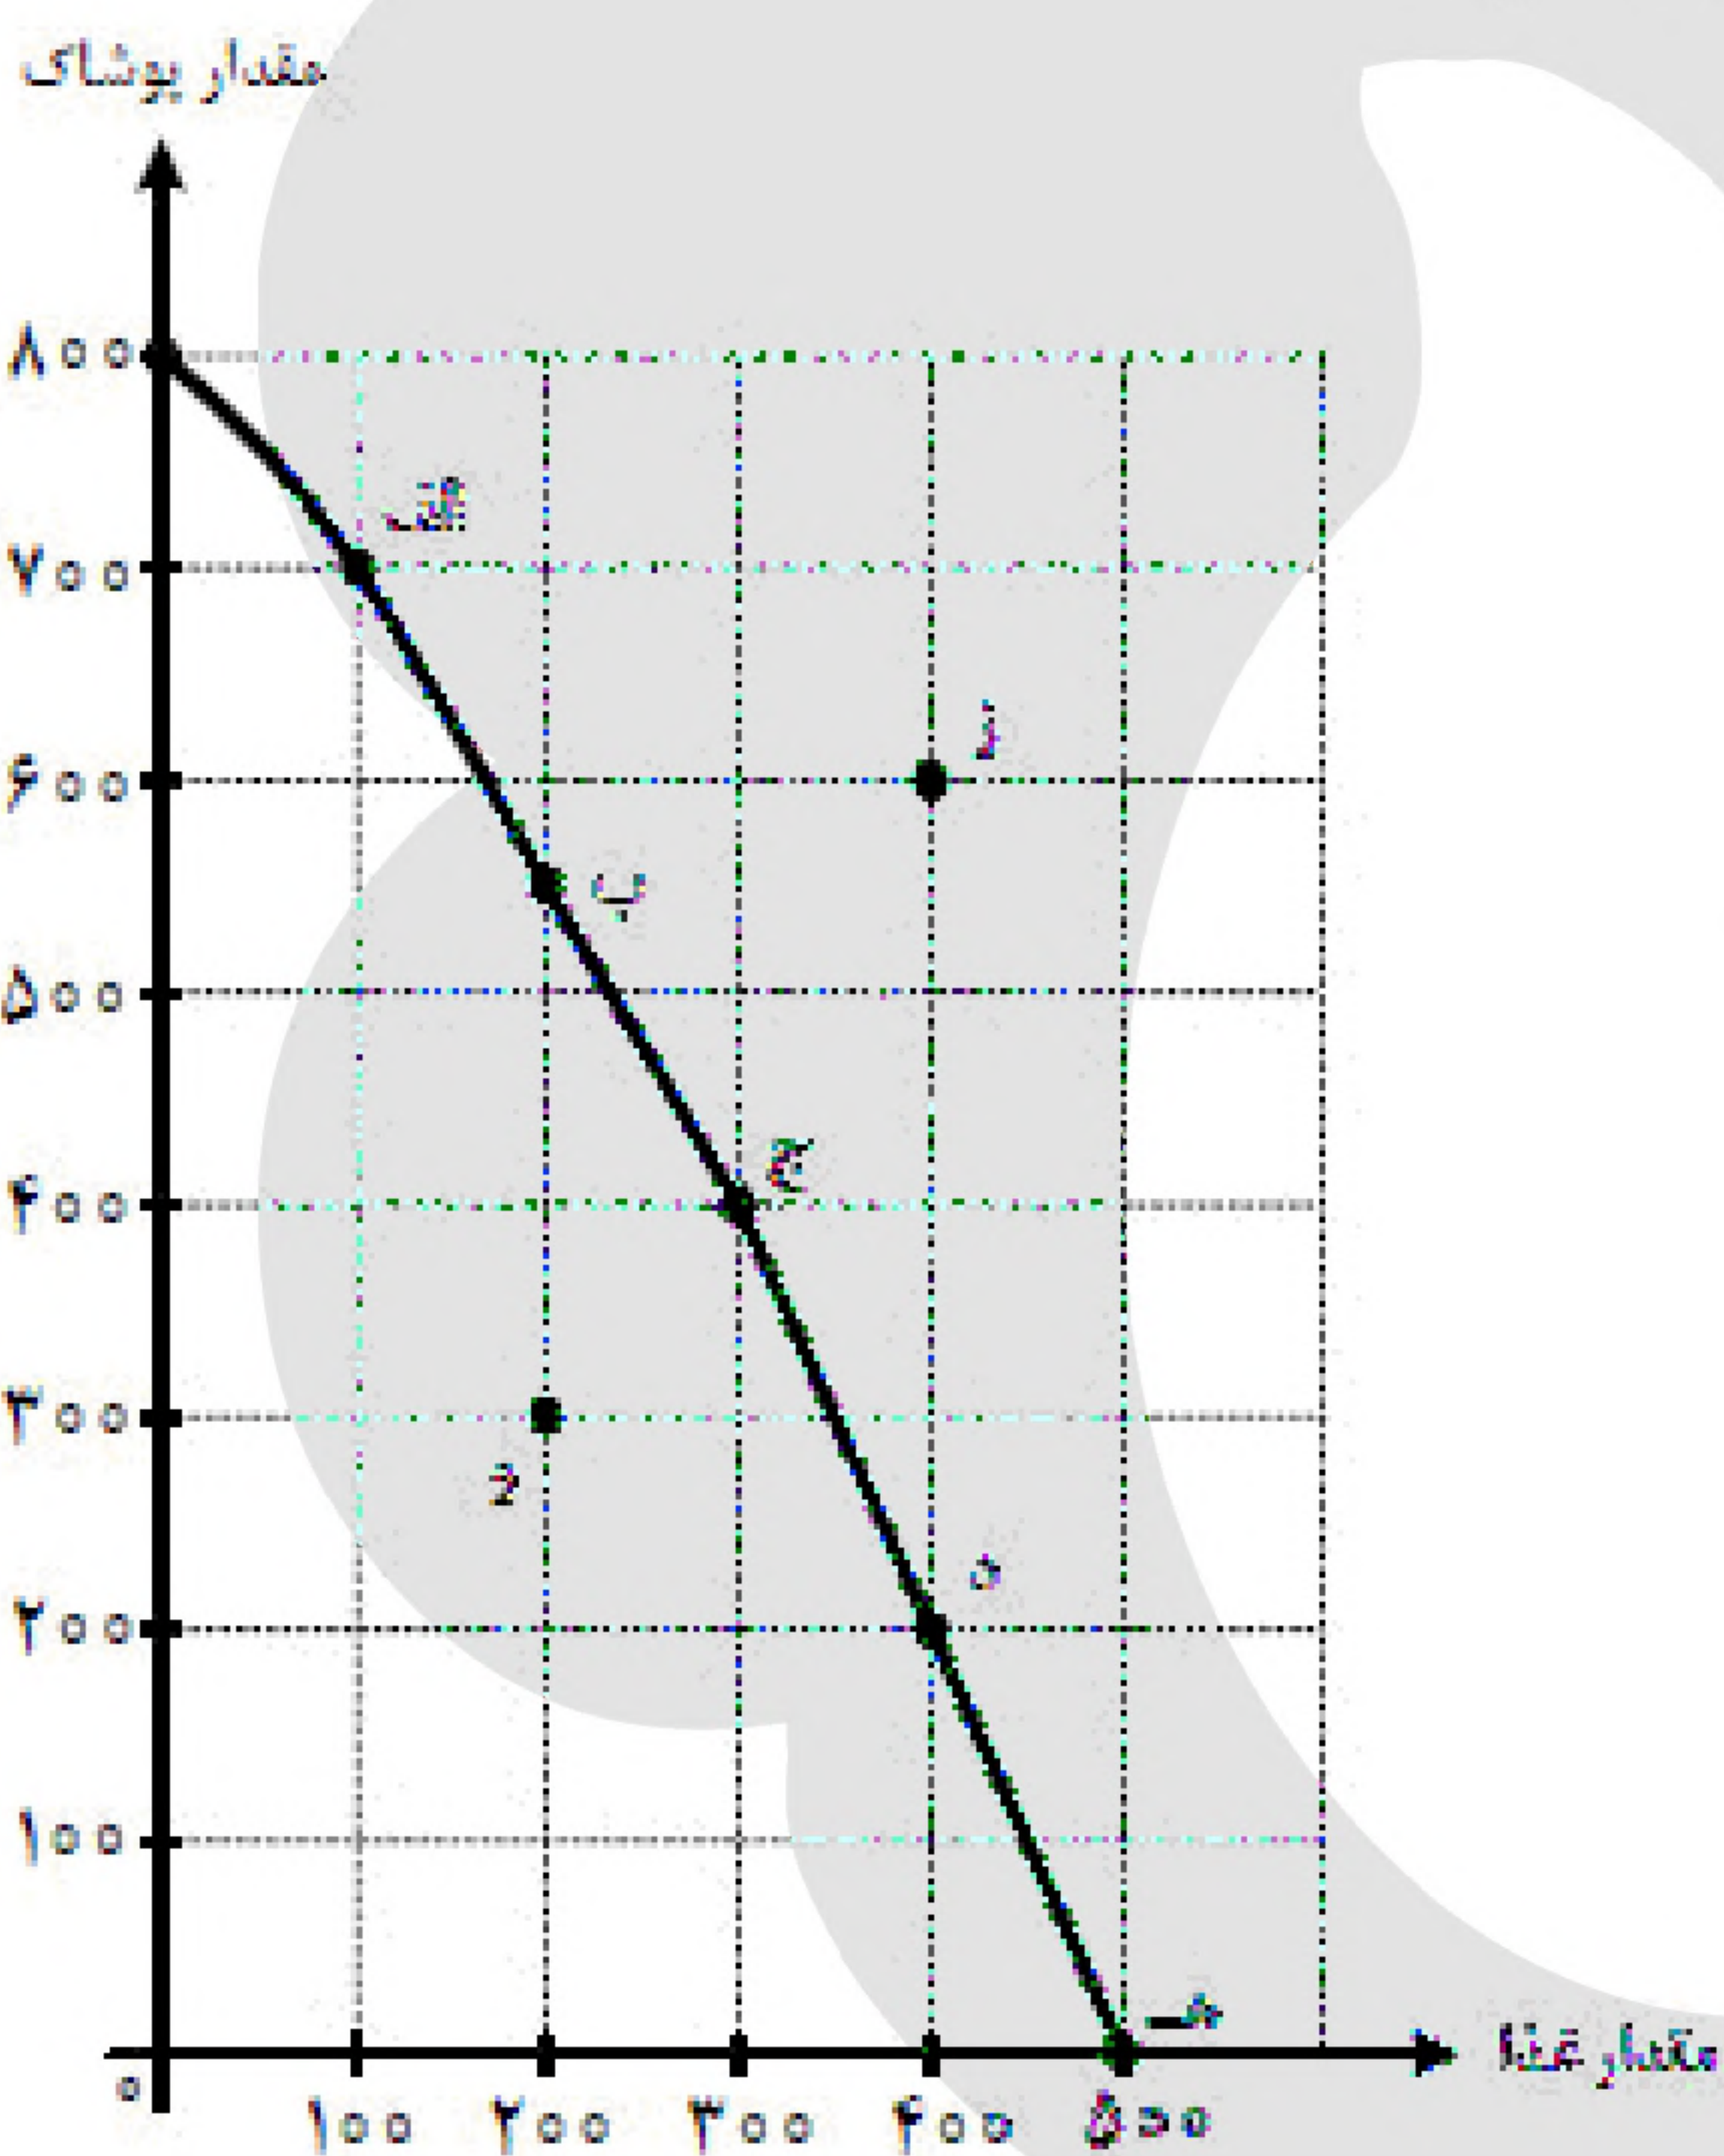 مقدار پوشاک
۸۰۰
الف
۷۰۰
ز
۶۰۰
ب
۵۰۰
ج
۴۰۰
۳۰۰
و
د
۲۰۰
۱۰۰
هـ
مقدار غذا
۰
۱۰۰ ۲۰۰ ۳۰۰ ۴۰۰ ۵۰۰